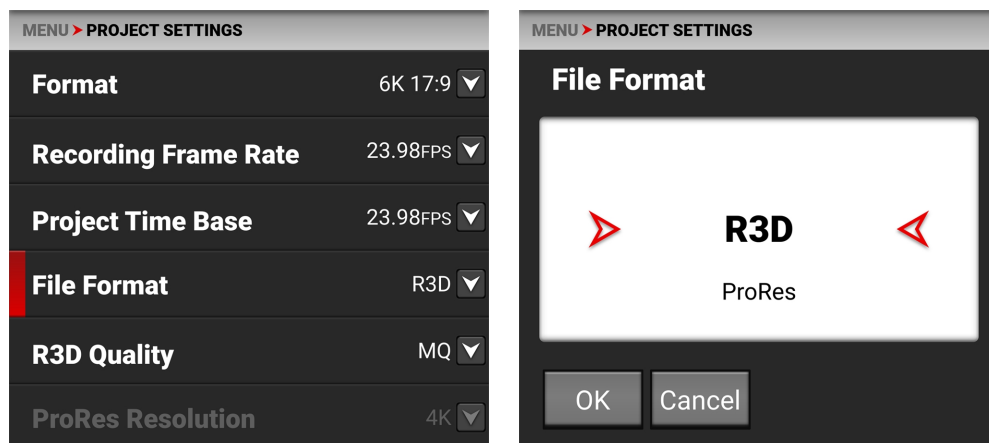 MENU PROJECT SETTINGS
Format 6K 17:9
Recording Frame Rate 23.98FPS
Project Time Base 23.98FPS
File Format R3D
R3D Quality MQ
ProRes Resolution 4K
MENU PROJECT SETTINGS
File Format
R3D
ProRes
OK Cancel